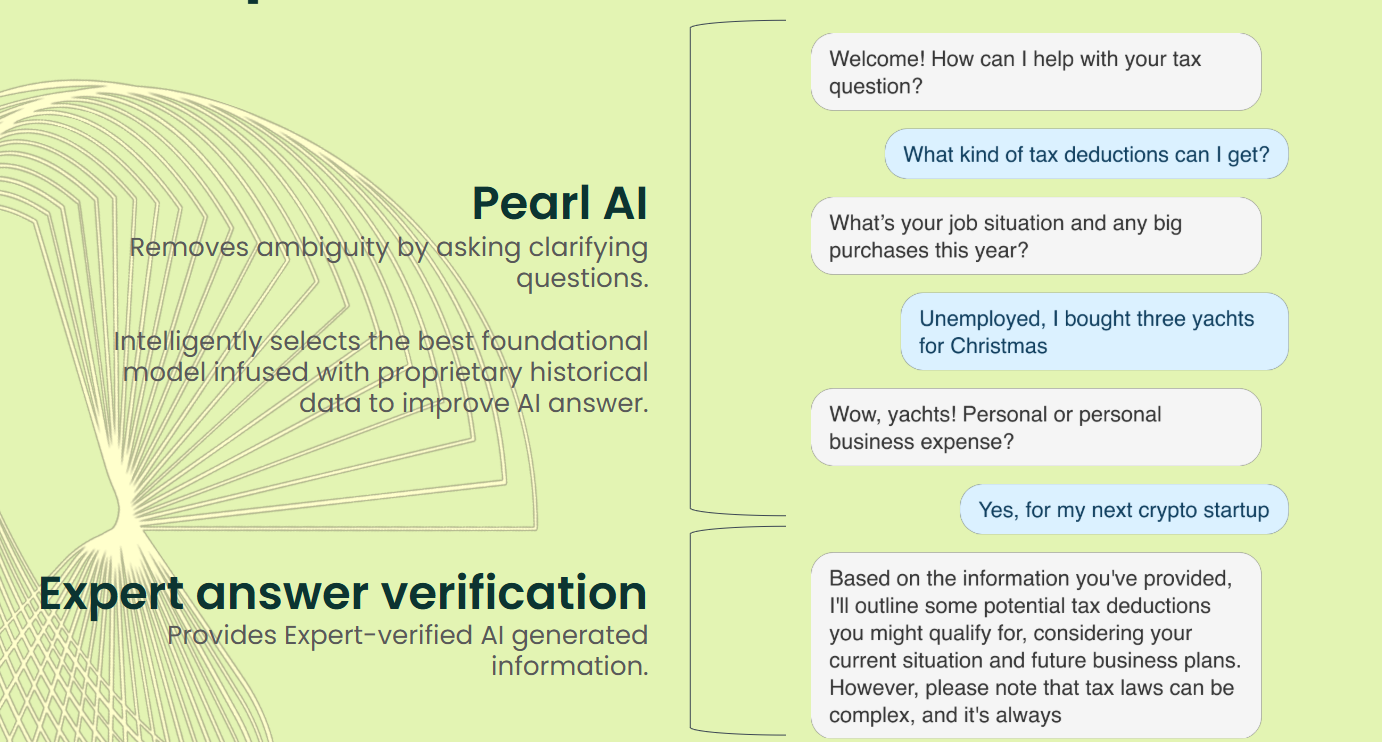 Pearl AI
Removes ambiguity by asking clarifying
questions.
Intelligently selects the best foundational
model infused with proprietary historical
data to improve AI answer.
Expert answer verification
Provides Expert-verified AI generated
information.
Welcome! How can I help with your tax
question?
What kind of tax deductions can I get?
What’s your job situation and any big
purchases this year?
Unemployed, I bought three yachts
for Christmas
Wow, yachts! Personal or personal
business expense?
Yes, for my next crypto startup
Based on the information you've provided,
I'll outline some potential tax deductions
you might qualify for, considering your
current situation and future business plans.
However, please note that tax laws can be
complex, and it's always